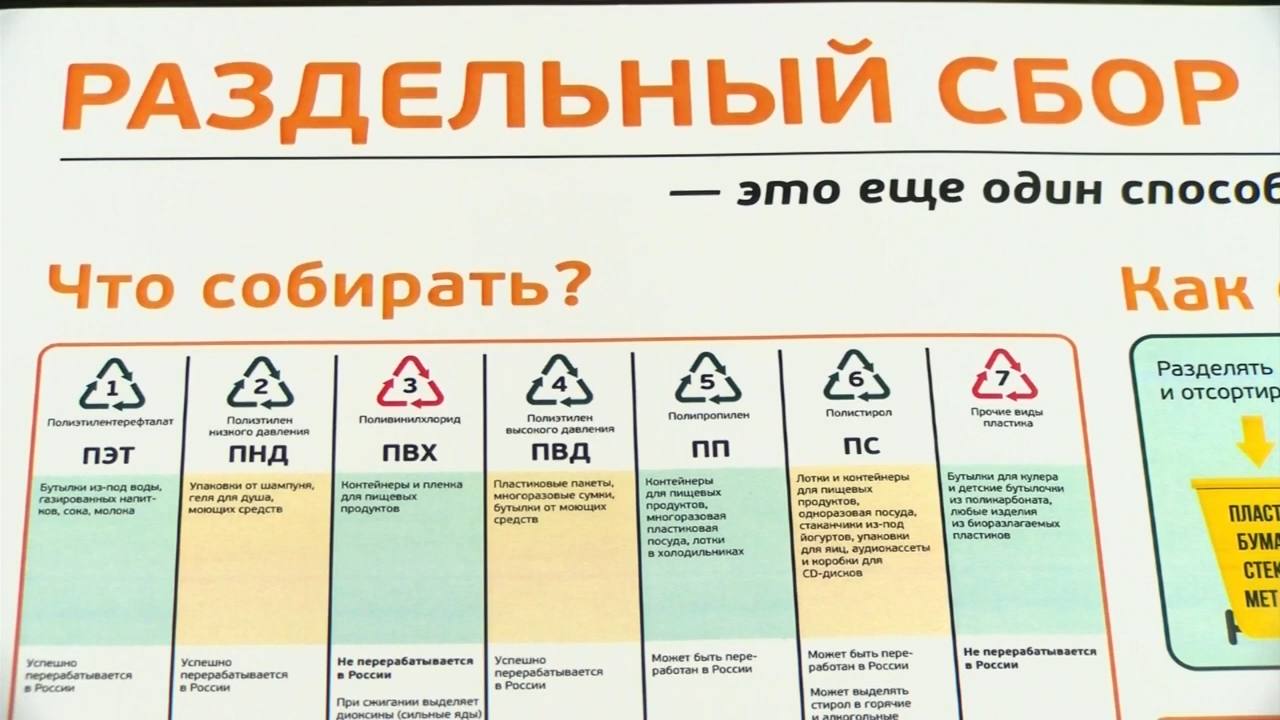 РАЗДЕЛЬНЫЙ СБОР
— это еще один способ
Что собирать?
Как
1
Полиэтилентерефталат
ПЭТ
Бутылки из-под воды,
газированных напит-
ков, сока, молока
Успешно
перерабатывается
в России
2
Полиэтилен
низкого давления
ПНД
Упаковки от шампуня,
геля для душа,
моющих средств
Успешно
перерабатывается
в России
3
Поливинилхлорид
ПВХ
Контейнеры и пленка
для пищевых
продуктов
Не перерабатывается
в России
При сжигании выделяет
диоксины (сильные яды)
4
Полиэтилен
высокого давления
ПВД
Пластиковые пакеты,
многоразовые сумки,
бутылки от моющих
средств
Успешно
перерабатывается
в России
5
Полипропилен
ПП
Контейнеры
для пищевых
продуктов,
многоразовая
пластиковая
посуда, лотки
в холодильниках
Может быть пере-
работан в России
6
Полистирол
ПС
Лотки и контейнеры
для пищевых
продуктов,
одноразовая посуда,
стаканчики из-под
йогуртов, упаковки
для яиц, аудиокассеты
и коробки для
CD-дисков
Может быть пере-
работан в России
Может выделять
стирол в горячие
и алкогольные
7
Прочие виды
пластика
Бутылки для кулера
и детские бутылочки
из поликарбоната,
любые изделия
из биоразлагаемых
пластиков
Не перерабатывается
в России
Разделять
и отсортир
ПЛАСТ
БУМА
СТЕК
МЕТ